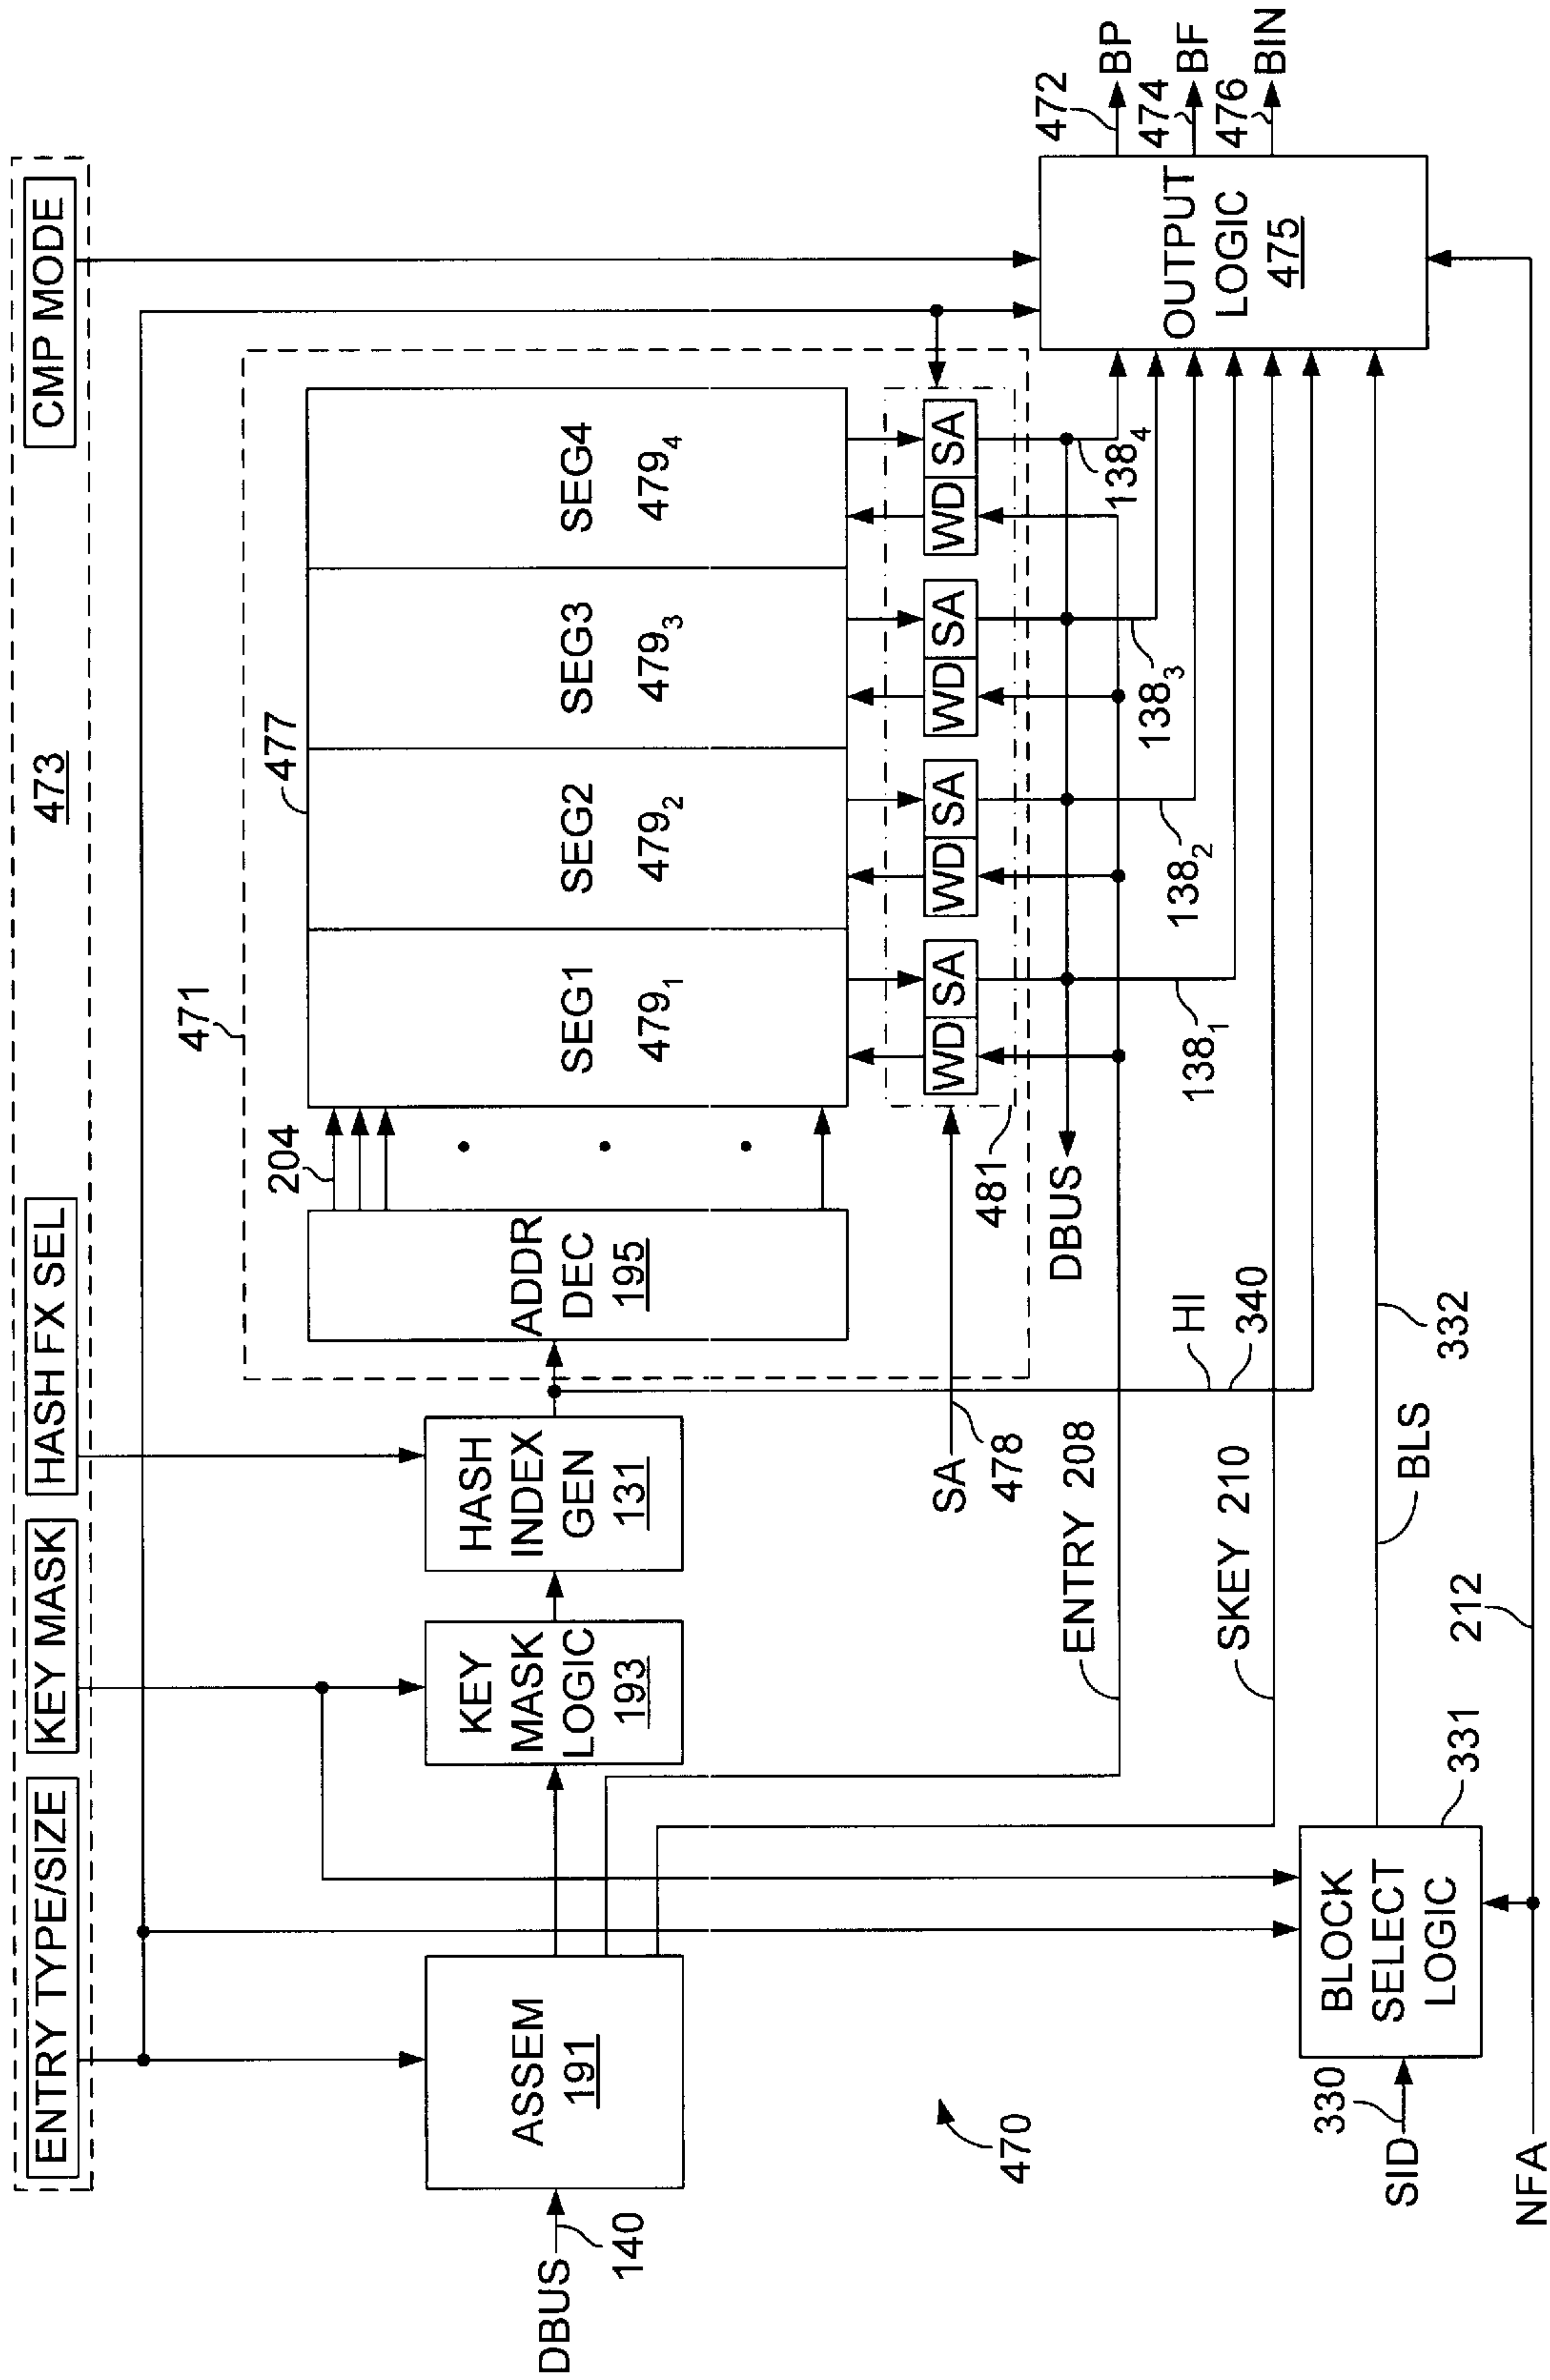 473
ENTRY TYPE/SIZE
KEY MASK
HASH FX SEL
CMP MODE
DBUS
140
ASSEM
191
KEY
MASK
LOGIC
193
HASH
INDEX
GEN
131
471
204
ADDR
DEC
195
477
SEG1
479₁
SEG2
479₂
SEG3
479₃
SEG4
479₄
SA
478
481
WD SA
WD SA
WD SA
WD SA
DBUS
138₁
138₂
138₃
138₄
ENTRY 208
SKEY 210
HI
340
OUTPUT
LOGIC
475
472
BP
474
BF
476
BIN
470
SID
330
BLOCK
SELECT
LOGIC
331
BLS
332
NFA
212